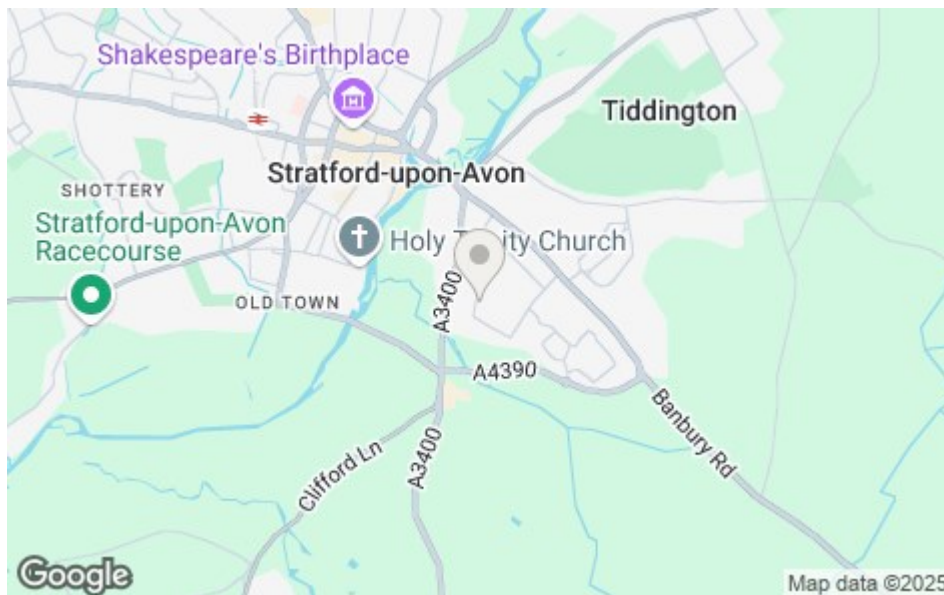 Shakespeare's Birthplace
Tiddington
Stratford-upon-Avon
SHOTTERY
Stratford-upon-Avon
Racecourse
Holy Trinity Church
OLD TOWN
A3400
A4390
Banbury Rd
Clifford Ln
A3400
Google
Map data ©2025